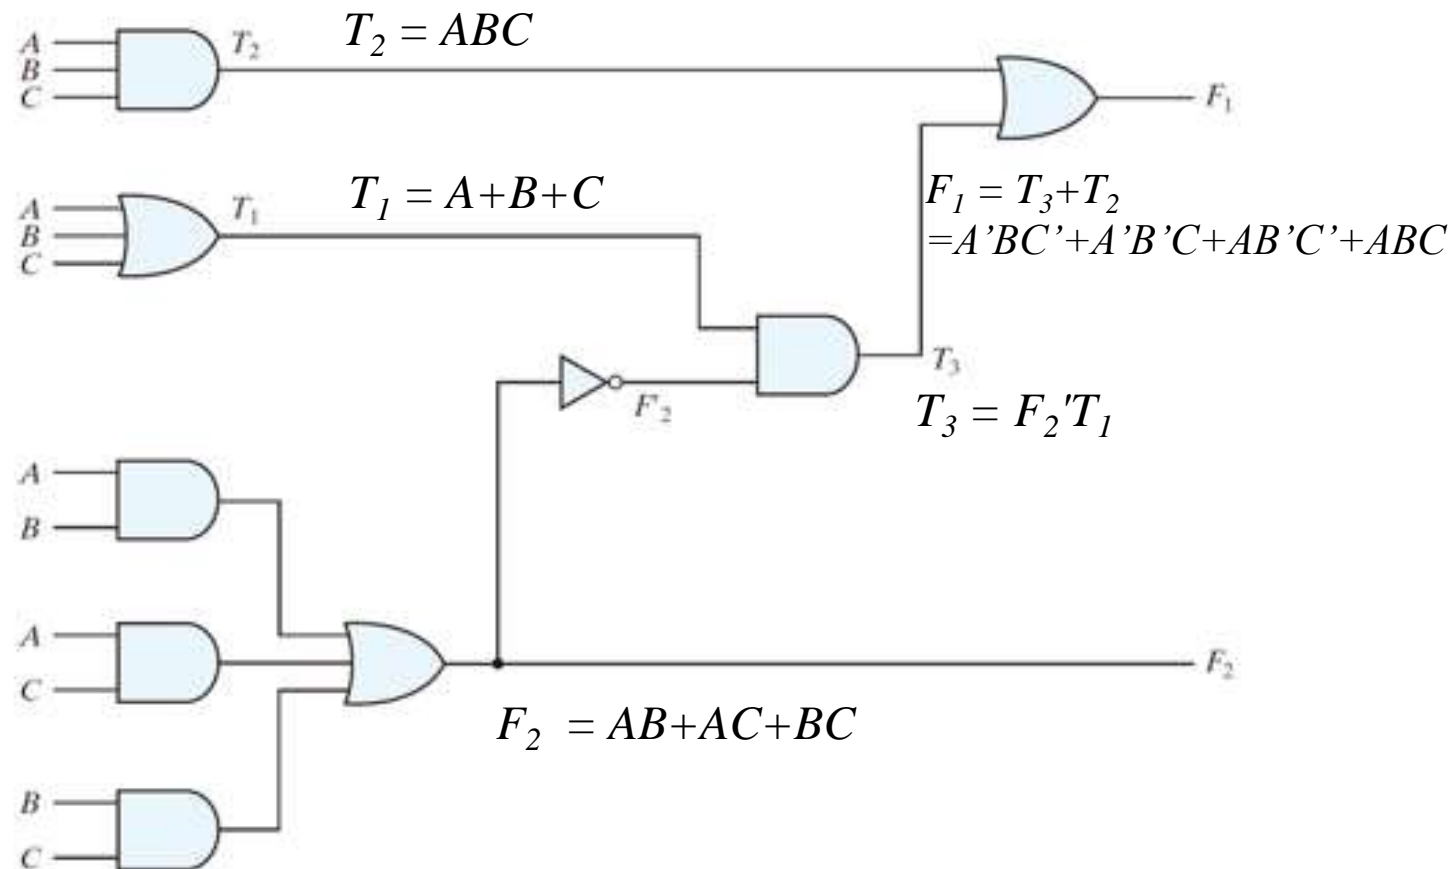 A
B
C
T₂
T₂ = ABC
F₁
A
B
C
T₁
T₁ = A+B+C
F₁ = T₃+T₂
=A’BC’+A’B’C+AB’C’+ABC
F'₂
T₃
T₃ = F₂'T₁
A
B
A
C
F₂
F₂ = AB+AC+BC
B
C